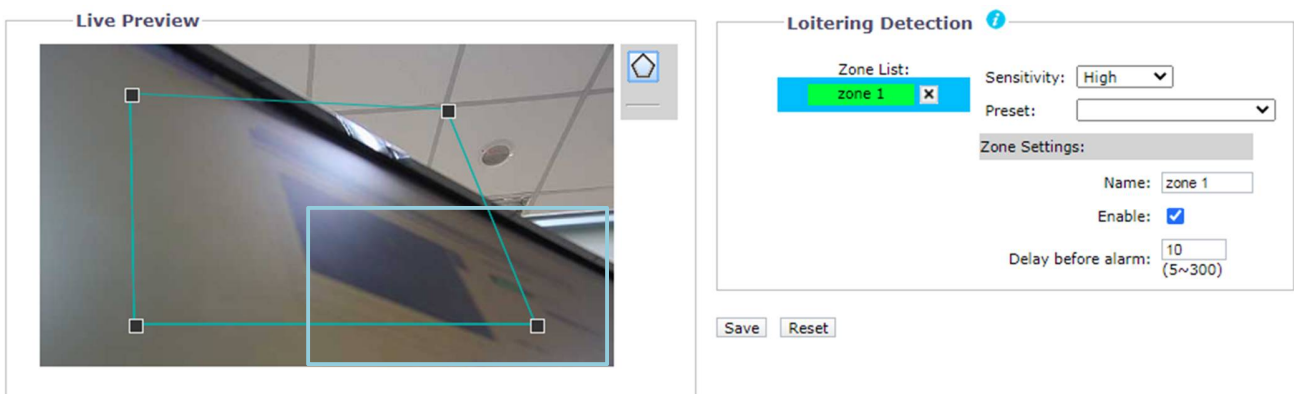 Live Preview
Loitering Detection
Zone List:
zone 1
Sensitivity: High
Preset:
Zone Settings:
Name: zone 1
Enable:
Delay before alarm: 10
(5~300)
Save Reset